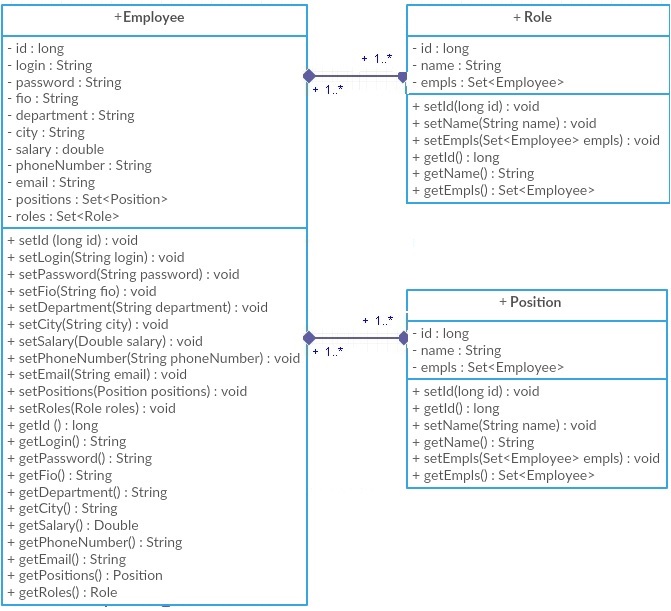 +Employee
- id : long
- login : String
- password : String
- fio : String
- department : String
- city : String
- salary : double
- phoneNumber : String
- email : String
- positions : Set<Position>
- roles : Set<Role>
+ setId (long id) : void
+ setLogin(String login) : void
+ setPassword(String password) : void
+ setFio(String fio) : void
+ setDepartment(String department) : void
+ setCity(String city) : void
+ setSalary(Double salary) : void
+ setPhoneNumber(String phoneNumber) : void
+ setEmail(String email) : void
+ setPositions(Position positions) : void
+ setRoles(Role roles) : void
+ getId () : long
+ getLogin() : String
+ getPassword() : String
+ getFio() : String
+ getDepartment() : String
+ getCity() : String
+ getSalary() : Double
+ getPhoneNumber() : String
+ getEmail() : String
+ getPositions() : Position
+ getRoles() : Role
+ 1..*
+ 1..*
+ Role
- id : long
- name : String
- empls : Set<Employee>
+ setId(long id) : void
+ setName(String name) : void
+ setEmpls(Set<Employee> empls) : void
+ getId() : long
+ getName() : String
+ getEmpls() : Set<Employee>
+ 1..*
+ 1..*
+ Position
- id : long
- name : String
- empls : Set<Employee>
+ setId(long id) : void
+ getId() : long
+ setName(String name) : void
+ getName() : String
+ setEmpls(Set<Employee> empls) : void
+ getEmpls() : Set<Employee>